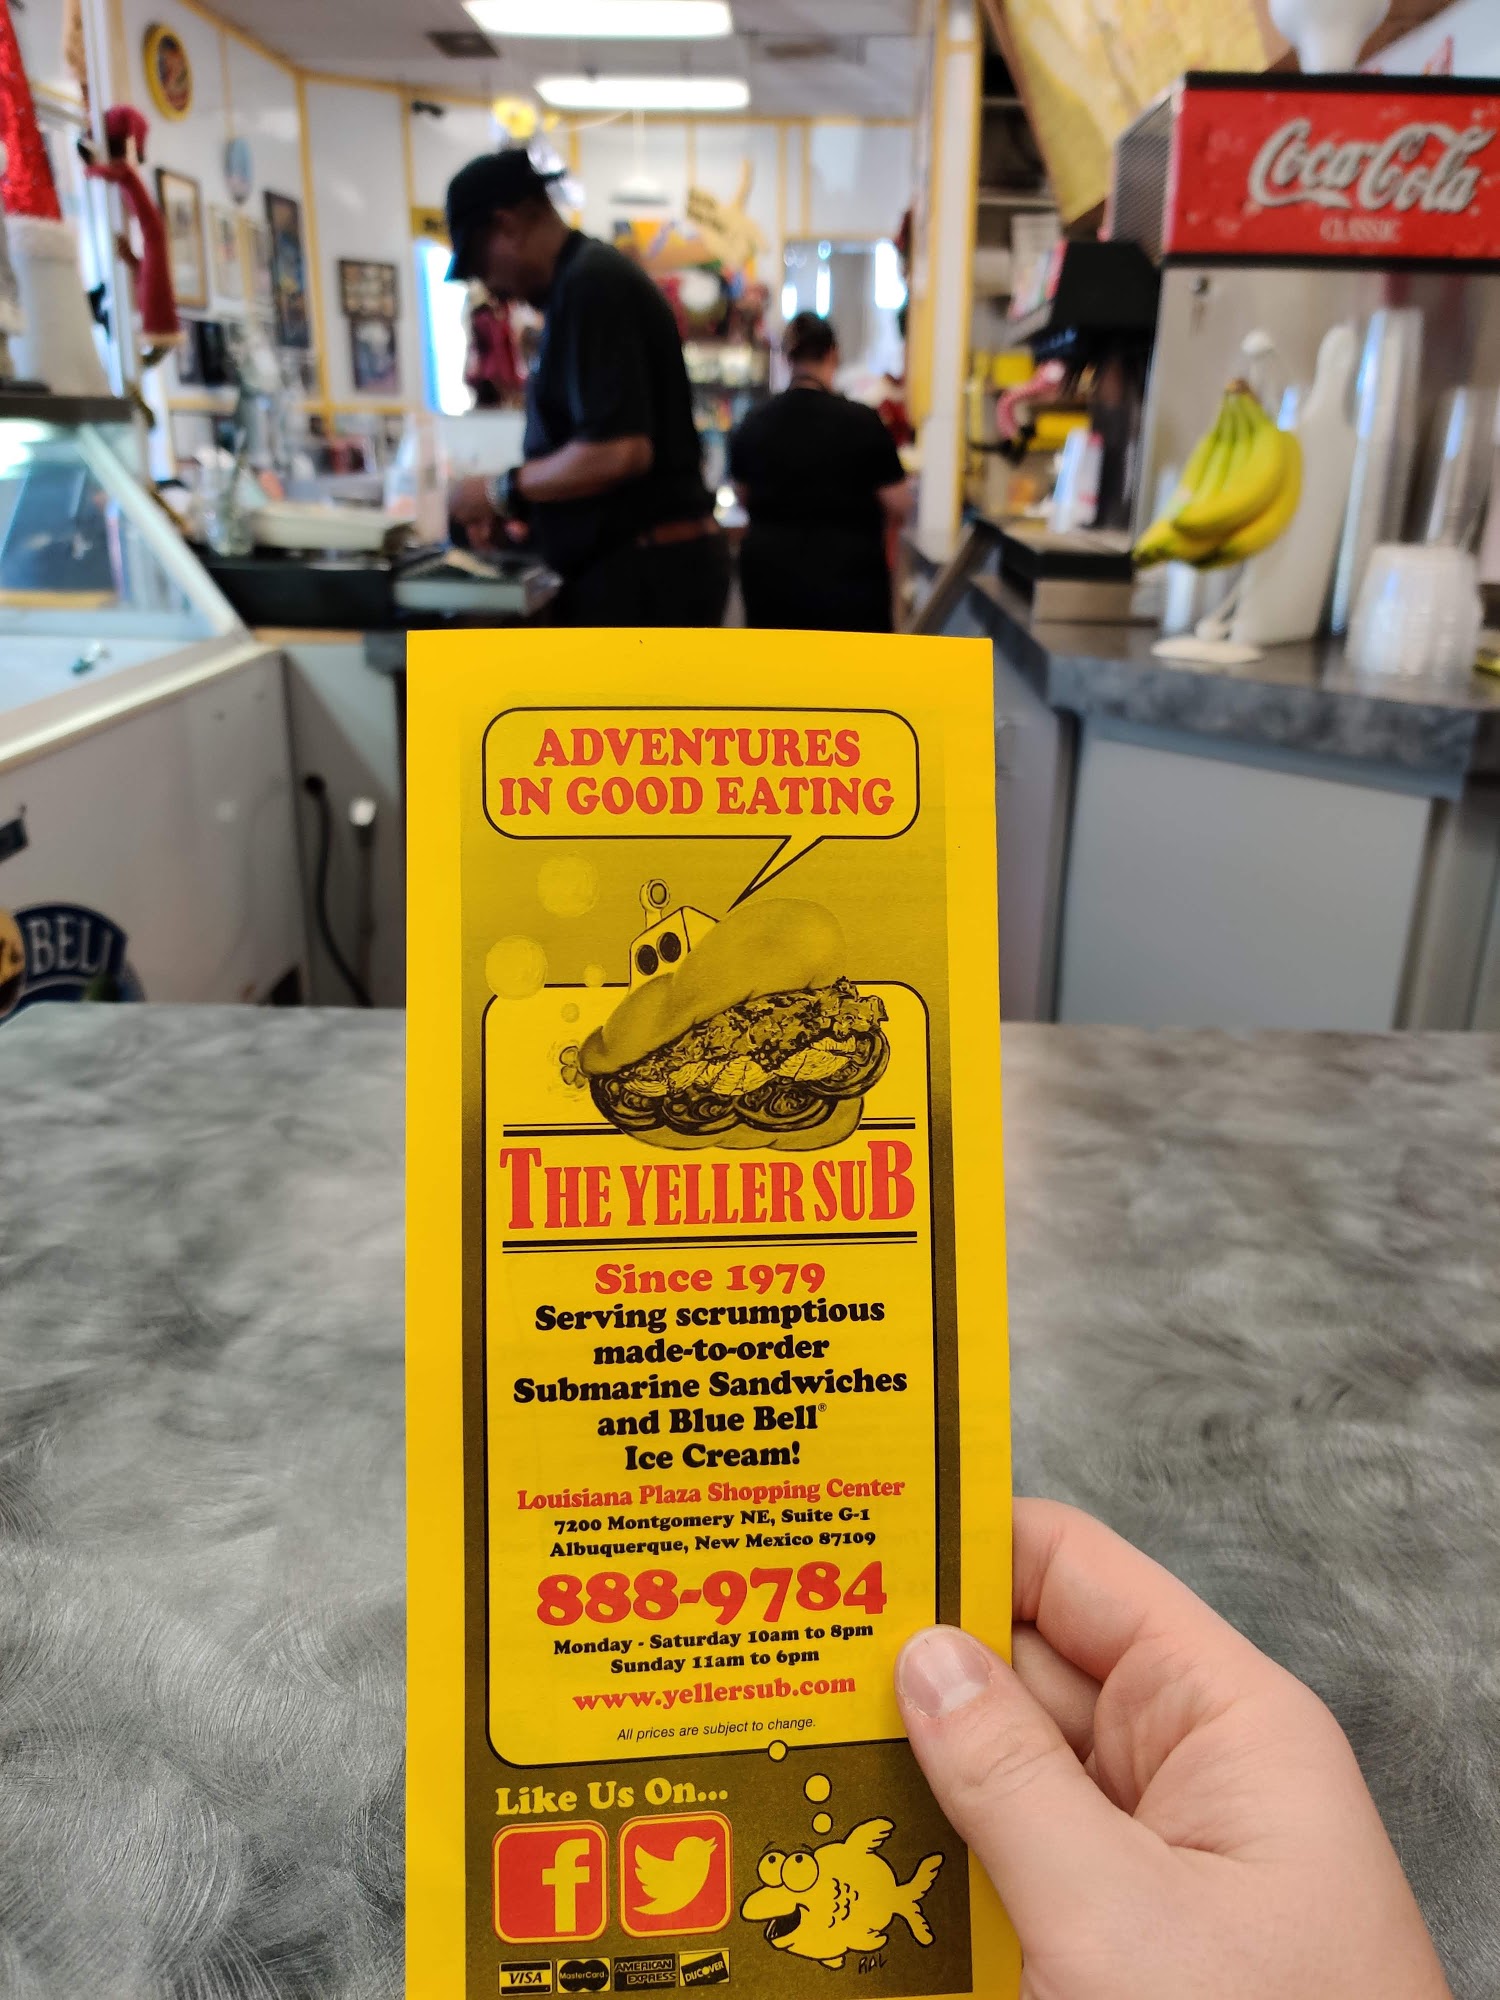 Coca-Cola
CLASSIC
BELL
ADVENTURES
IN GOOD EATING
THE YELLER SUB
Since 1979
Serving scrumptious
made-to-order
Submarine Sandwiches
and Blue Bell®
Ice Cream!
Louisiana Plaza Shopping Center
7200 Montgomery NE, Suite G-1
Albuquerque, New Mexico 87109
888-9784
Monday - Saturday 10am to 8pm
Sunday 11am to 6pm
www.yellersub.com
All prices are subject to change.
Like Us On...
f
RAL
VISA
MasterCard
AMERICAN
EXPRESS
DISCOVER